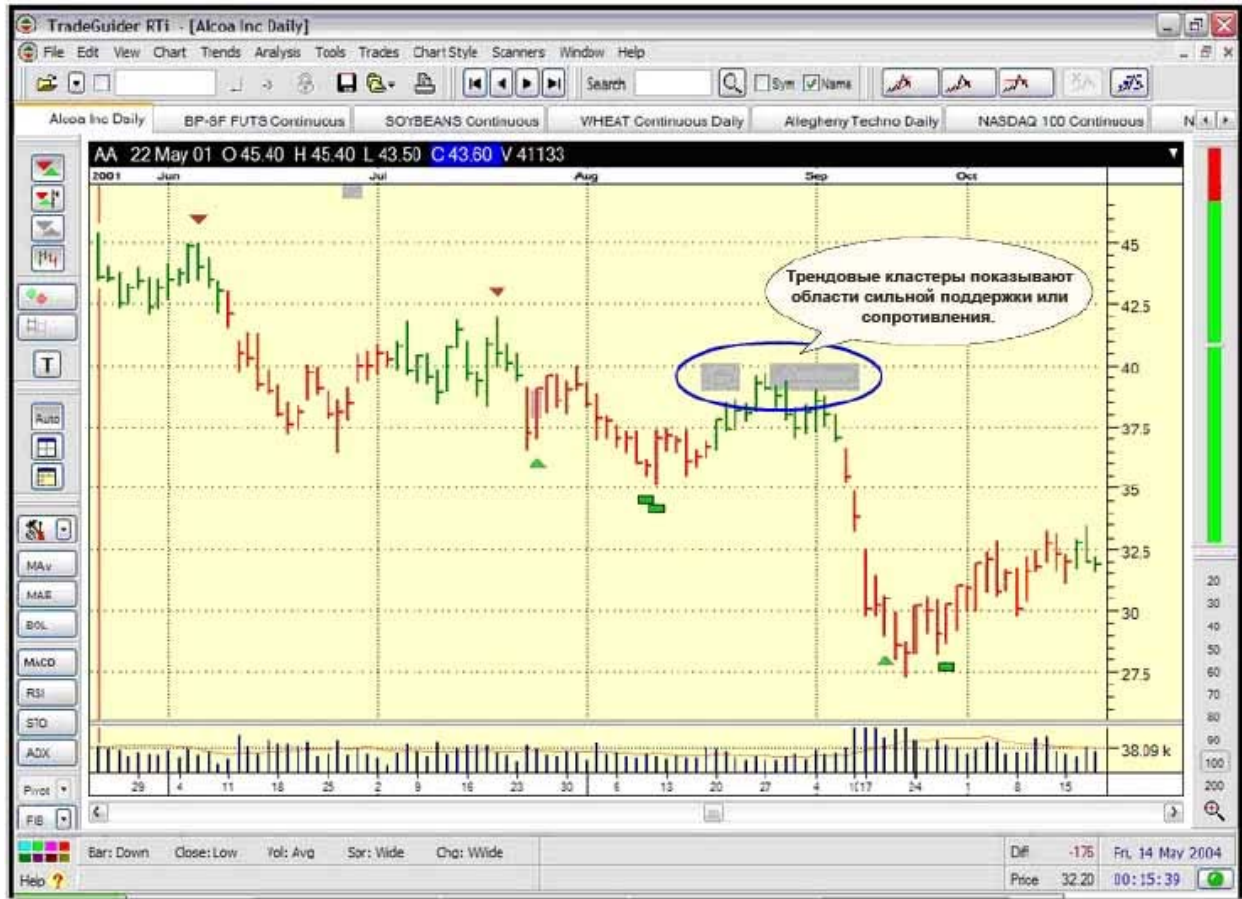 TradeGuider RTi - [Alcoa Inc Daily]
File Edit View Chart Trends Analysis Tools Trades Chart Style Scanners Window Help
Search Sym Name
Alcoa Inc Daily BP-SF FUTS Continuous SOYBEANS Continuous WHEAT Continuous Daily Allegheny Techno Daily NASDAQ 100 Continuous N
AA 22 May 01 O 45.40 H 45.40 L 43.50 C 43.60 V 41133
2001 Jun Jul Aug Sep Oct
Трендовые кластеры показывают
области сильной поддержки или
сопротивления.
45
42.5
40
37.5
35
32.5
30
27.5
38.09 k
29 4 11 18 25 2 9 16 23 30 6 13 20 27 4 10 17 24 1 8 15
T
Auto
MAv
MAE
BOL
MACD
RSI
STO
ADX
Pivot
FIB
20
30
40
50
60
70
80
90
100
200
Bar: Down Close: Low Vol: Avg Spr: Wide Chg: WWide
Diff -176 Fri, 14 May 2004
Help ? Price 32.20 00:15:39